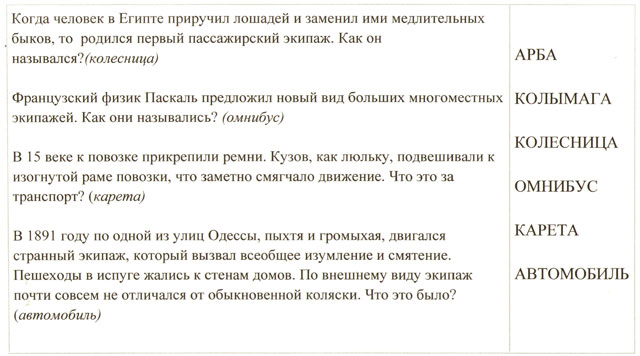 Когда человек в Египте приручил лошадей и заменил ими медлительных
быков, то родился первый пассажирский экипаж. Как он
назывался?(колесница)
Французский физик Паскаль предложил новый вид больших многоместных
экипажей. Как они назывались? (омнибус)
В 15 веке к повозке прикрепили ремни. Кузов, как люльку, подвешивали к
изогнутой раме повозки, что заметно смягчало движение. Что это за
транспорт? (карета)
В 1891 году по одной из улиц Одессы, пыхтя и громыхая, двигался
странный экипаж, который вызвал всеобщее изумление и смятение.
Пешеходы в испуге жались к стенам домов. По внешнему виду экипаж
почти совсем не отличался от обыкновенной коляски. Что это было?
(автомобиль)
АРБА
КОЛЫМАГА
КОЛЕСНИЦА
ОМНИБУС
КАРЕТА
АВТОМОБИЛЬ